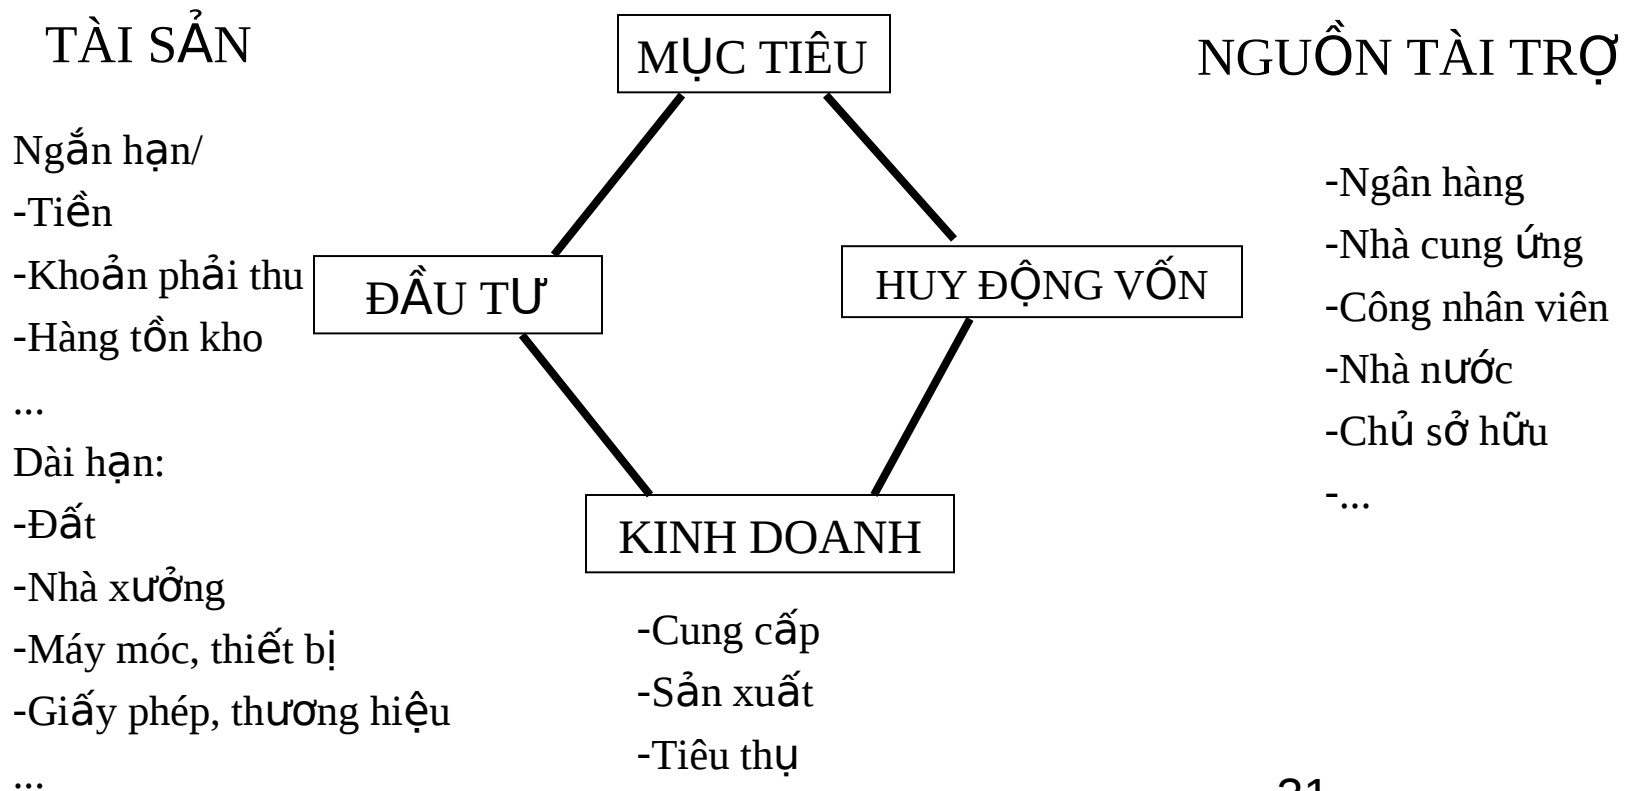 TÀI SẢN
MỤC TIÊU
NGUỒN TÀI TRỢ
Ngắn hạn/
-Tiền
-Khoản phải thu
-Hàng tồn kho
...
Dài hạn:
-Đất
-Nhà xưởng
-Máy móc, thiết bị
-Giấy phép, thương hiệu
...
ĐẦU TƯ
HUY ĐỘNG VỐN
KINH DOANH
-Cung cấp
-Sản xuất
-Tiêu thụ
-Ngân hàng
-Nhà cung ứng
-Công nhân viên
-Nhà nước
-Chủ sở hữu
-...